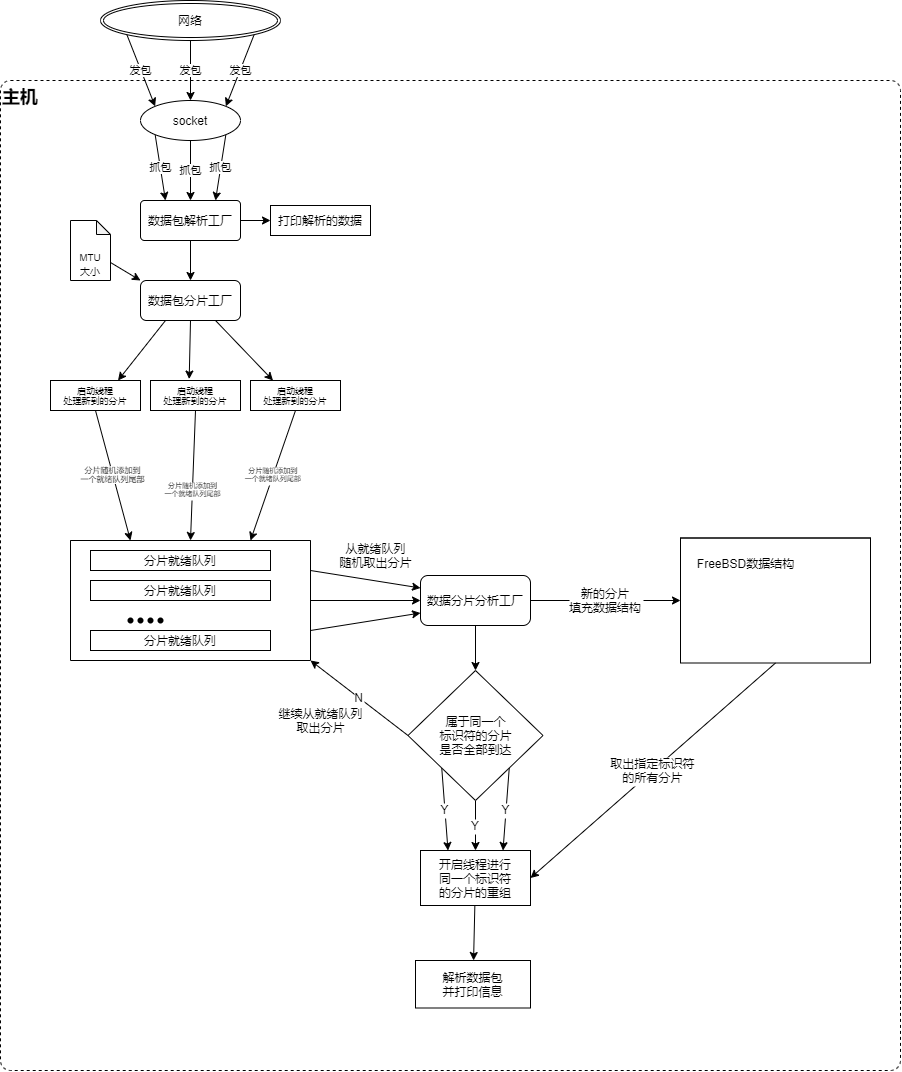 网络
发包
发包
发包
主机
socket
抓包
抓包
抓包
数据包解析工厂
打印解析的数据
MTU
大小
数据包分片工厂
启动线程
处理新到的分片
启动线程
处理新到的分片
启动线程
处理新到的分片
分片随机添加到
一个就绪队列尾部
分片随机添加到
一个就绪队列尾部
分片随机添加到
一个就绪队列尾部
分片就绪队列
分片就绪队列
分片就绪队列
从就绪队列
随机取出分片
数据分片分析工厂
新的分片
填充数据结构
FreeBSD数据结构
N
继续从就绪队列
取出分片
属于同一个
标识符的分片
是否全部到达
取出指定标识符
的所有分片
Y
Y
Y
开启线程进行
同一个标识符
的分片的重组
解析数据包
并打印信息